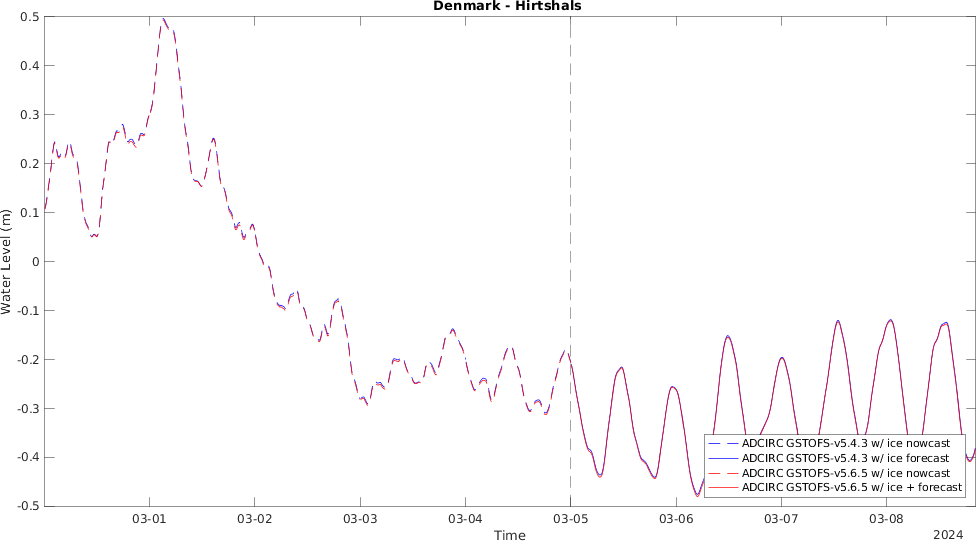 Denmark - Hirtshals
0.5
0.4
0.3
0.2
0.1
0
-0.1
-0.2
-0.3
-0.4
-0.5
Water Level (m)
ADCIRC GSTOFS-v5.4.3 w/ ice nowcast
ADCIRC GSTOFS-v5.4.3 w/ ice forecast
ADCIRC GSTOFS-v5.6.5 w/ ice nowcast
ADCIRC GSTOFS-v5.6.5 w/ ice + forecast
03-01 03-02 03-03 03-04 03-05 03-06 03-07 03-08
Time
2024